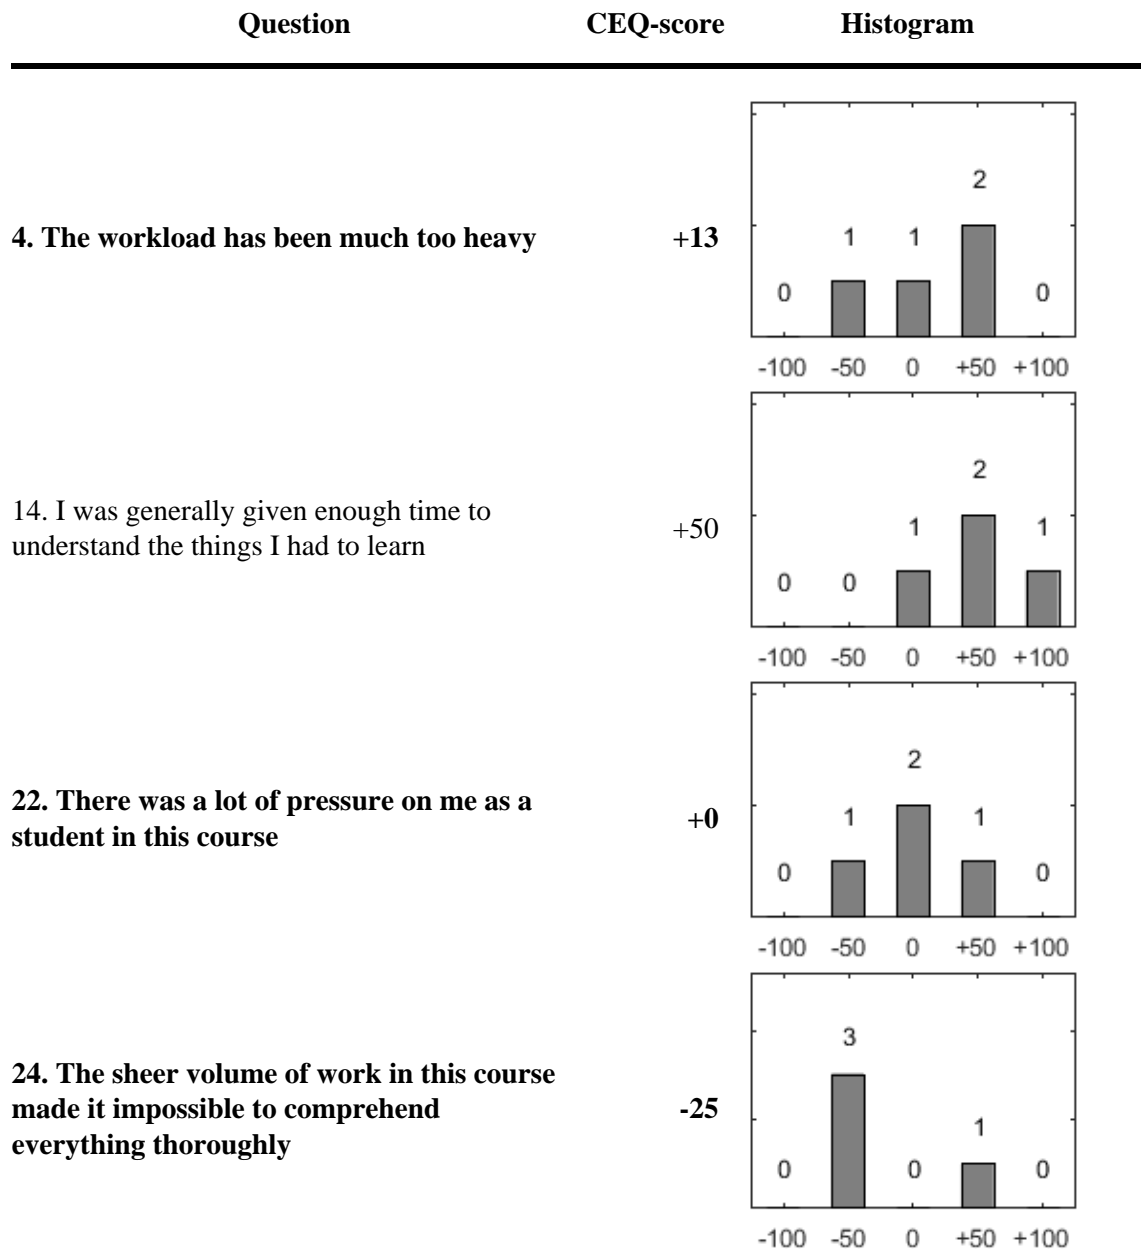 Question CEQ-score Histogram
2
4. The workload has been much too heavy +13 1 1
0 0
-100 -50 0 +50 +100
2
14. I was generally given enough time to
understand the things I had to learn +50 1 1
0 0
-100 -50 0 +50 +100
2
22. There was a lot of pressure on me as a
student in this course +0 1 1
0 0
-100 -50 0 +50 +100
3
24. The sheer volume of work in this course
made it impossible to comprehend -25 1
everything thoroughly
0 0 0
-100 -50 0 +50 +100